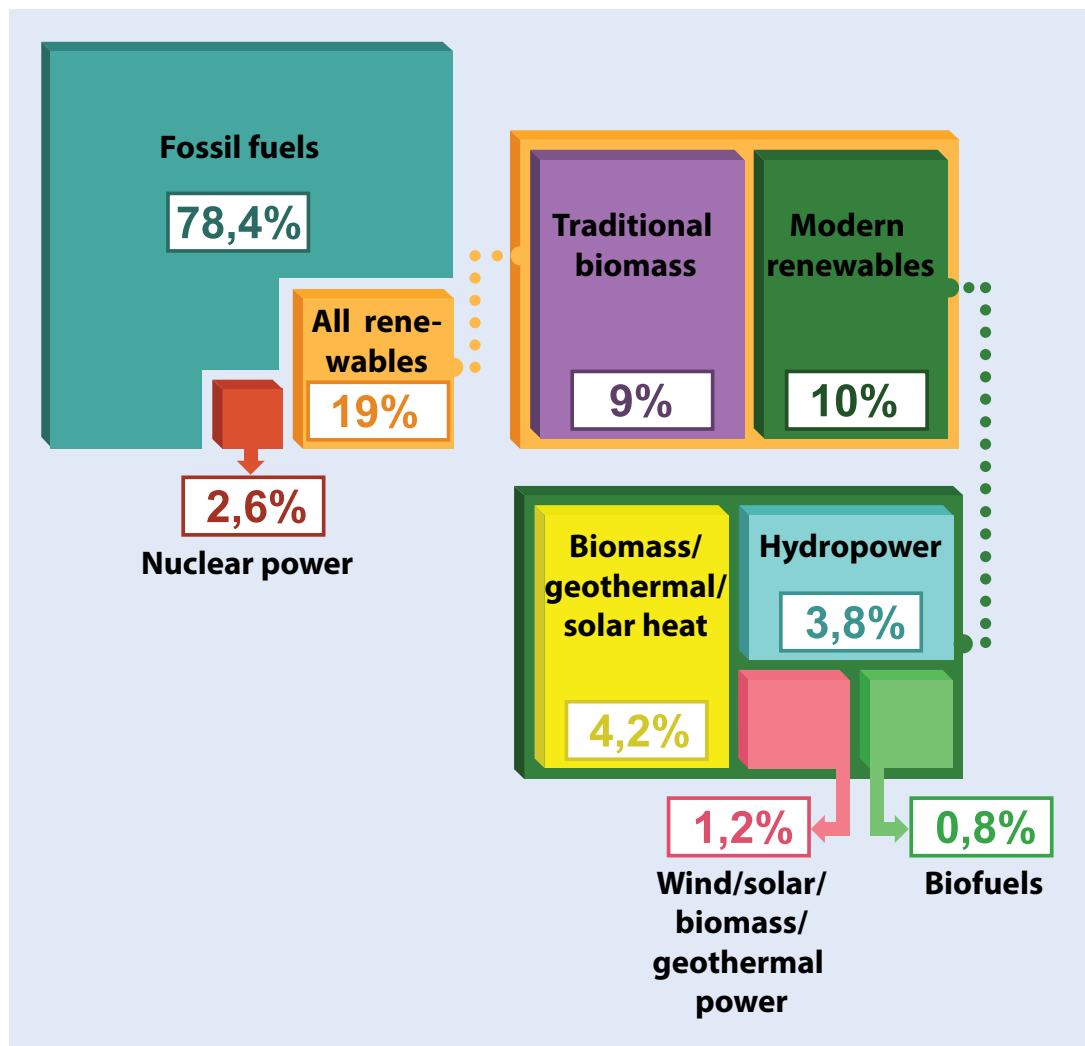 Fossil fuels
78,4%
All rene-
wables
19%
2,6%
Nuclear power
Traditional
biomass
9%
Modern
renewables
10%
Biomass/
geothermal/
solar heat
4,2%
Hydropower
3,8%
1,2%
Wind/solar/
biomass/
geothermal
power
0,8%
Biofuels